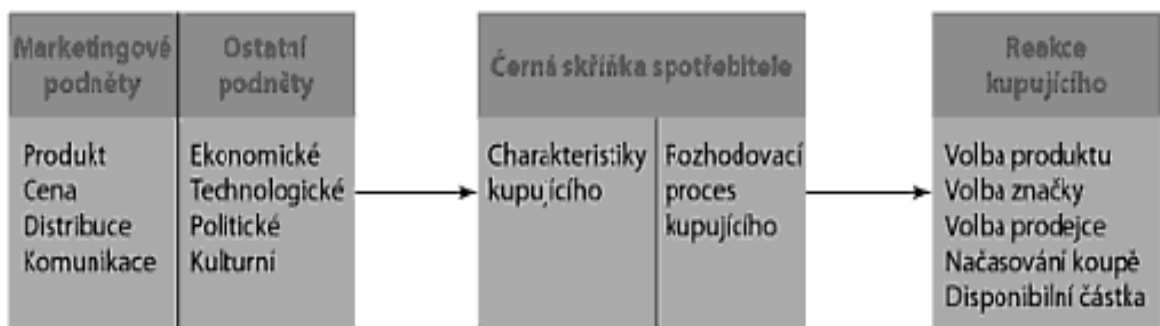 Marketingové
podněty
Ostatní
podněty
Černá skříňka spotřebitele
Reakce
kupujícího
Produkt
Cena
Distribuce
Komunikace
Ekonomické
Technologické
Politické
Kulturní
Charakteristiky
kupujícího
Fozhodovací
proces
kupujícího
Volba produktu
Volba značky
Volba prodejce
Načasování koupě
Disponibilní částka